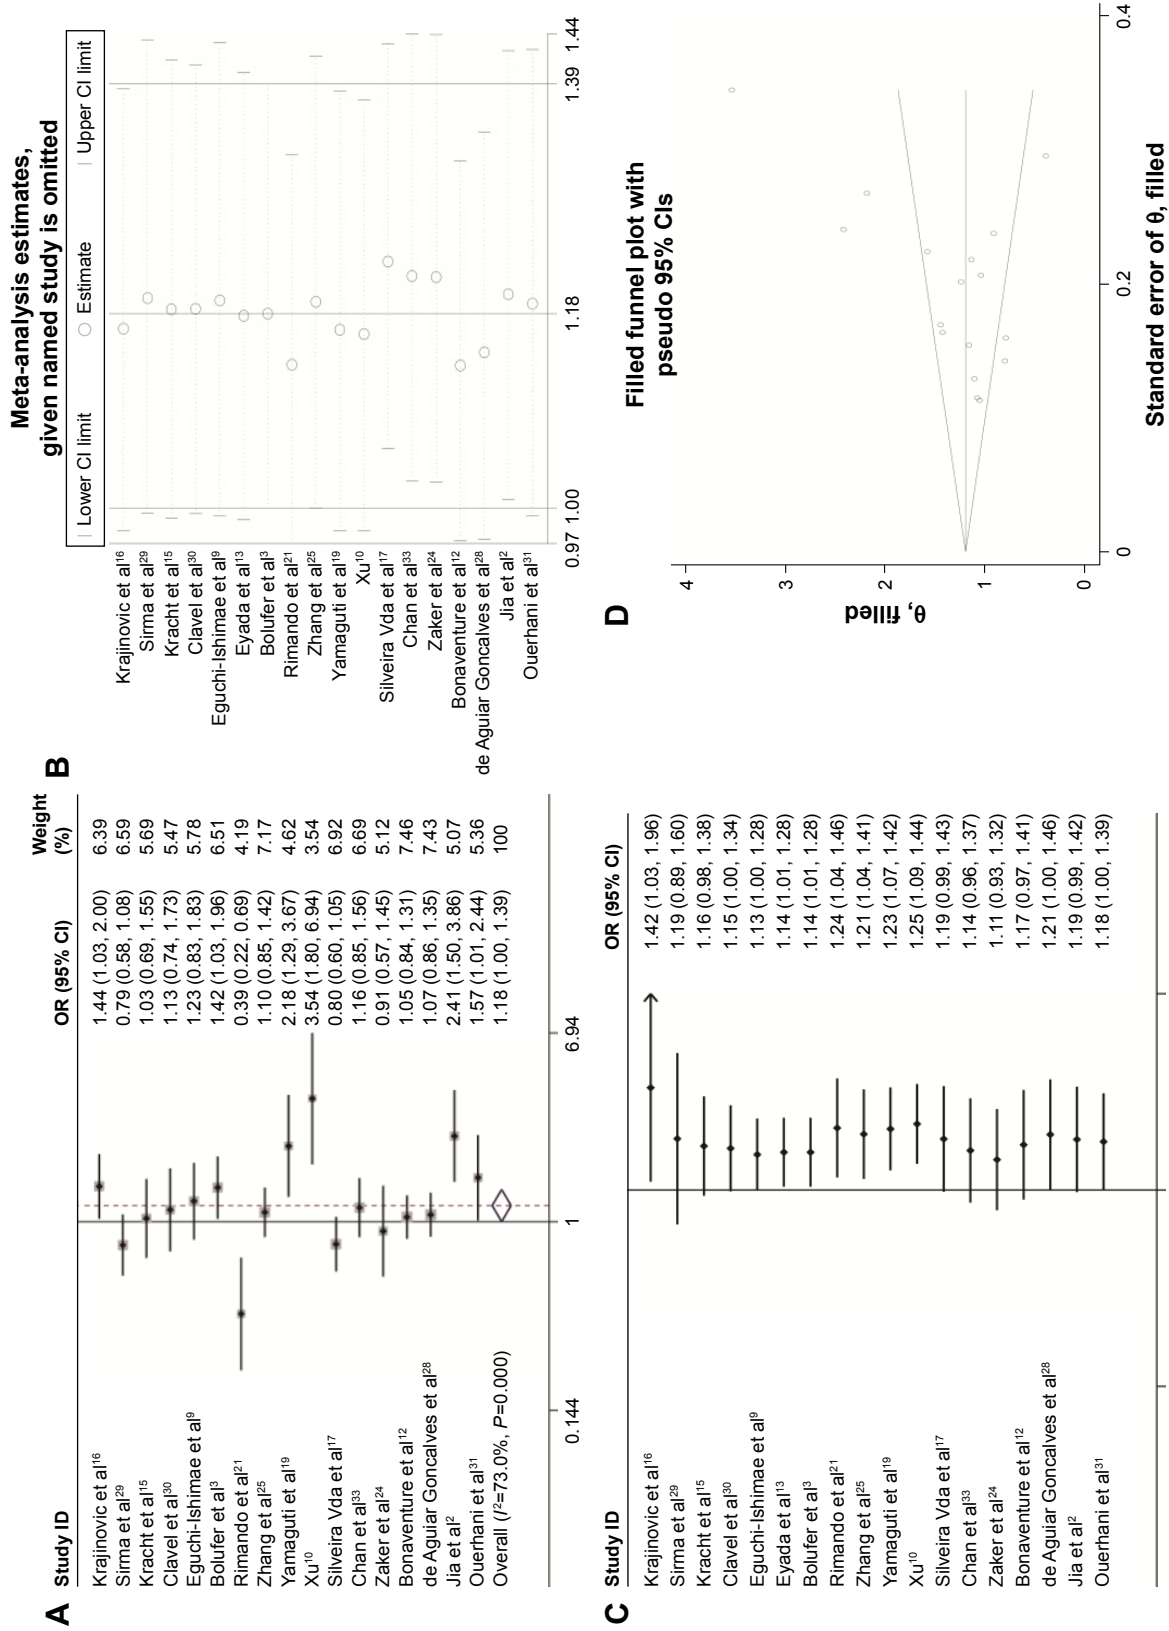 A
Study ID OR (95% CI) Weight (%)
Krajinovic et al16 1.44 (1.03, 2.00) 6.39
Sirma et al29 0.79 (0.58, 1.08) 6.59
Kracht et al15 1.03 (0.69, 1.55) 5.69
Clavel et al30 1.13 (0.74, 1.73) 5.47
Eguchi-Ishimae et al9 1.23 (0.83, 1.83) 5.78
Bolufer et al3 1.42 (1.03, 1.96) 6.51
Rimando et al21 0.39 (0.22, 0.69) 4.19
Zhang et al25 1.10 (0.85, 1.42) 7.17
Yamaguti et al19 2.18 (1.29, 3.67) 4.62
Xu10 3.54 (1.80, 6.94) 3.54
Silveira Vda et al17 0.80 (0.60, 1.05) 6.92
Chan et al33 1.16 (0.85, 1.56) 6.69
Zaker et al24 0.91 (0.57, 1.45) 5.12
Bonaventure et al12 1.05 (0.84, 1.31) 7.46
de Aguiar Goncalves et al28 1.07 (0.86, 1.35) 7.43
Jia et al2 2.41 (1.50, 3.86) 5.07
Ouerhani et al31 1.57 (1.01, 2.44) 5.36
Overall (I2=73.0%, P=0.000) 1.18 (1.00, 1.39) 100
0.144 1 6.94
B
Meta-analysis estimates,
given named study is omitted
Lower CI limit Estimate Upper CI limit
Krajinovic et al16
Sirma et al29
Kracht et al15
Clavel et al30
Eguchi-Ishimae et al9
Eyada et al13
Bolufer et al3
Rimando et al21
Zhang et al25
Yamaguti et al19
Xu10
Silveira Vda et al17
Chan et al33
Zaker et al24
Bonaventure et al12
de Aguiar Goncalves et al28
Jia et al2
Ouerhani et al31
0.97 1.00 1.18 1.39 1.44
C
Study ID OR (95% CI)
Krajinovic et al16 1.42 (1.03, 1.96)
Sirma et al29 1.19 (0.89, 1.60)
Kracht et al15 1.16 (0.98, 1.38)
Clavel et al30 1.15 (1.00, 1.34)
Eguchi-Ishimae et al9 1.13 (1.00, 1.28)
Eyada et al13 1.14 (1.01, 1.28)
Bolufer et al3 1.14 (1.01, 1.28)
Rimando et al21 1.24 (1.04, 1.46)
Zhang et al25 1.21 (1.04, 1.41)
Yamaguti et al19 1.23 (1.07, 1.42)
Xu10 1.25 (1.09, 1.44)
Silveira Vda et al17 1.19 (0.99, 1.43)
Chan et al33 1.14 (0.96, 1.37)
Zaker et al24 1.11 (0.93, 1.32)
Bonaventure et al12 1.17 (0.97, 1.41)
de Aguiar Goncalves et al28 1.21 (1.00, 1.46)
Jia et al2 1.19 (0.99, 1.42)
Ouerhani et al31 1.18 (1.00, 1.39)
D
Filled funnel plot with
pseudo 95% CIs
θ, filled
4
3
2
1
0
0 0.2 0.4
Standard error of θ, filled